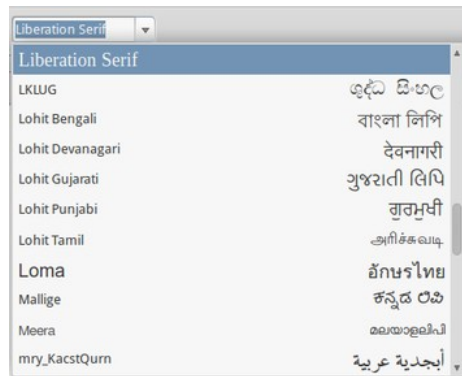 Liberation Serif
Liberation Serif
LKLUG ශුද්ධ සිංහල
Lohit Bengali বাংলা লিপি
Lohit Devanagari देवनागरी
Lohit Gujarati ગુજરાતી લિપિ
Lohit Punjabi ਗੁਰਮੁਖੀ
Lohit Tamil அரிச்சுவடி
Loma อักษรไทย
Mallige ಕನ್ನಡ ಲಿಪಿ
Meera മലയാളലിപി
mry_KacstQurn أبجدية عربية